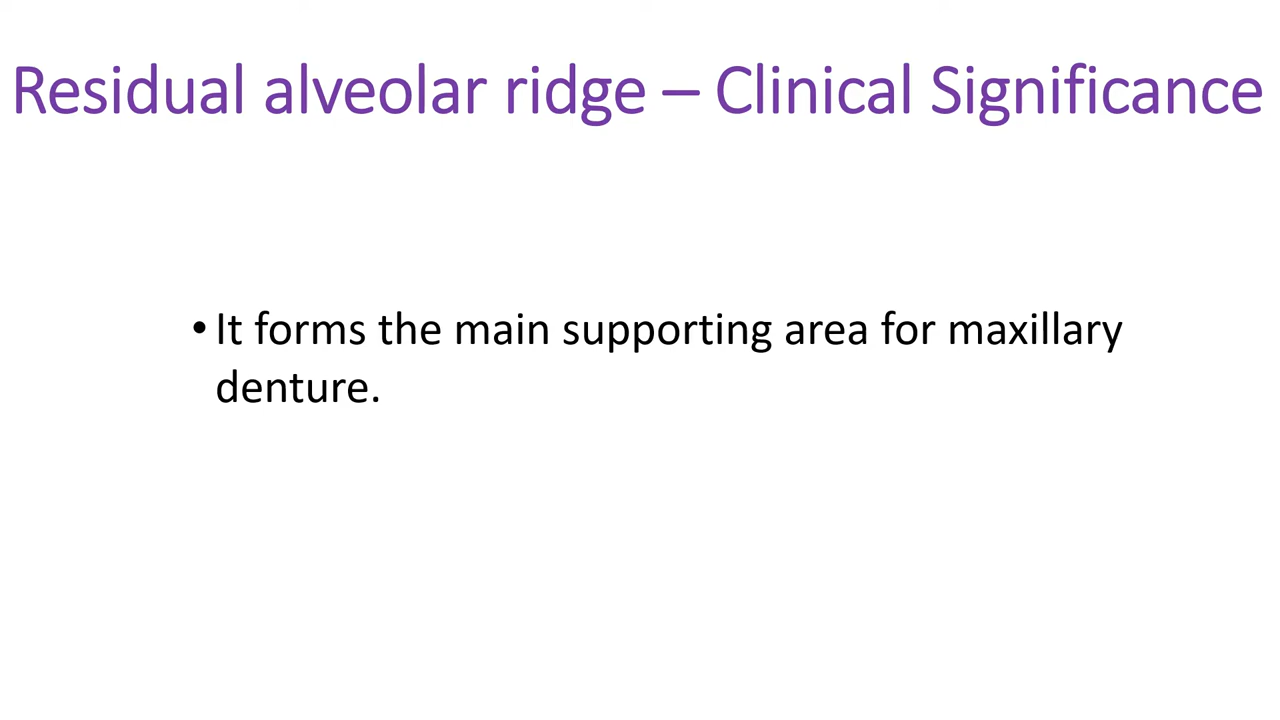 Residual alveolar ridge – Clinical Significance
• It forms the main supporting area for maxillary
denture.